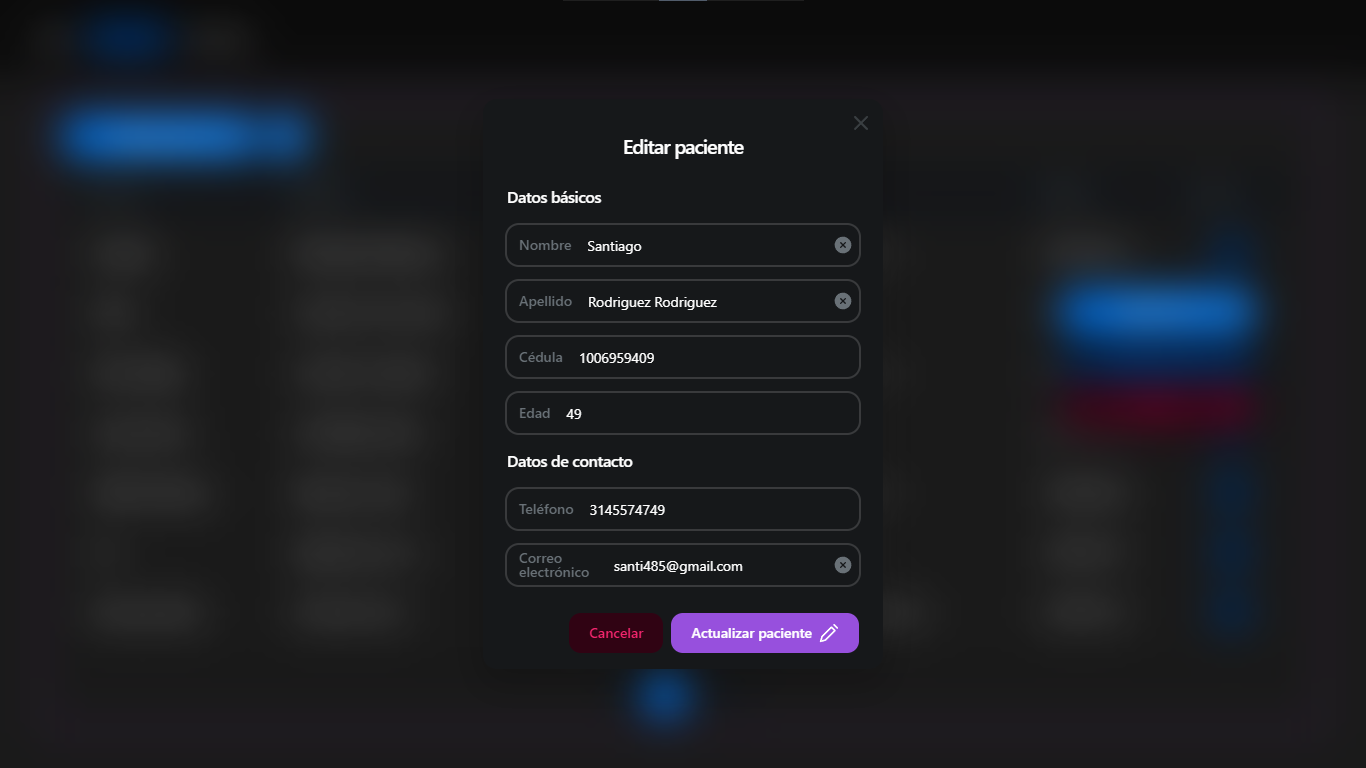 Editar paciente
Datos básicos
Nombre Santiago
Apellido Rodriguez Rodriguez
Cédula 1006959409
Edad 49
Datos de contacto
Teléfono 3145574749
Correo electrónico santi485@gmail.com
Cancelar Actualizar paciente